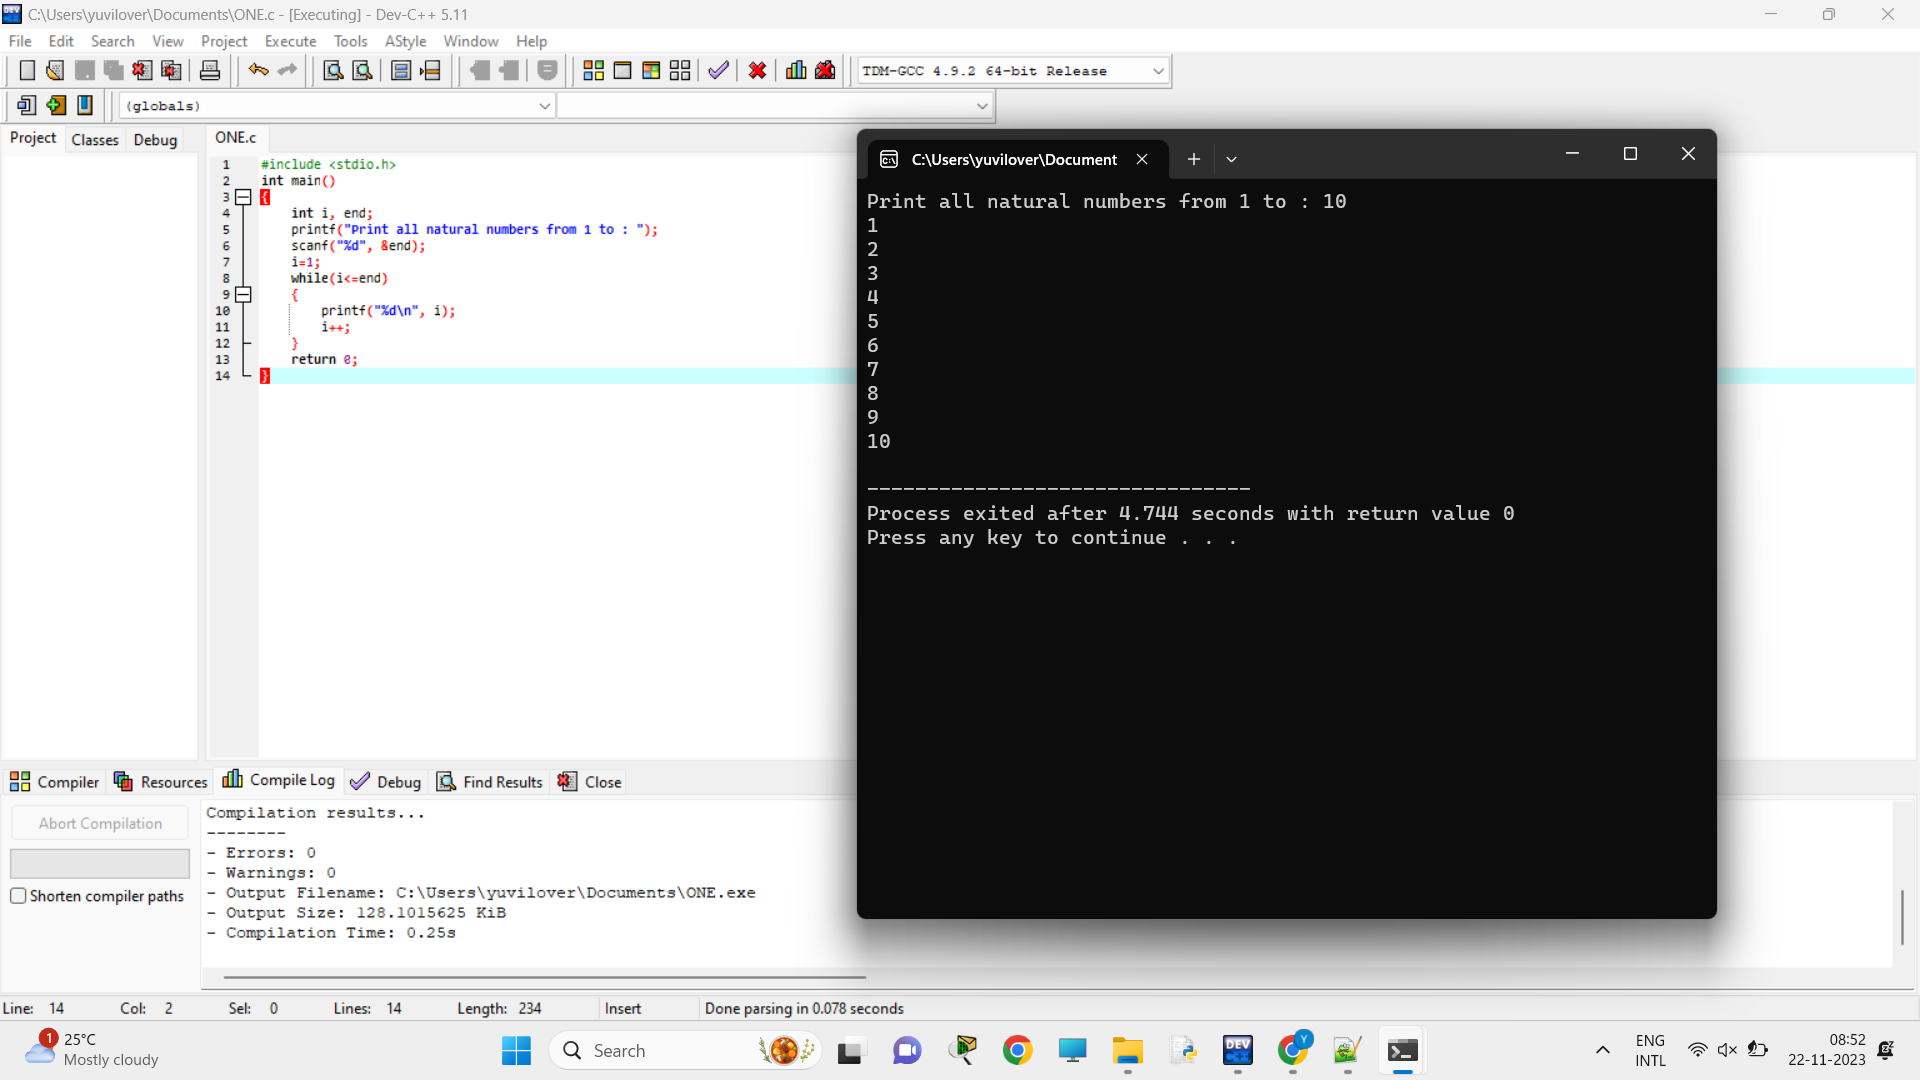 C:\Users\yuvilover\Documents\ONE.c - [Executing] - Dev-C++ 5.11
File Edit Search View Project Execute Tools AStyle Window Help
TDM-GCC 4.9.2 64-bit Release
(globals)
Project Classes Debug
ONE.c
1 #include <stdio.h>
2 int main()
3 {
4 int i, end;
5 printf("Print all natural numbers from 1 to : ");
6 scanf("%d", &end);
7 i=1;
8 while(i<=end)
9 {
10 printf("%d\n", i);
11 i++;
12 }
13 return 0;
14 }
C:\Users\yuvilover\Document
Print all natural numbers from 1 to : 10
1
2
3
4
5
6
7
8
9
10
--------------------------------
Process exited after 4.744 seconds with return value 0
Press any key to continue . . .
Compiler Resources Compile Log Debug Find Results Close
Abort Compilation
Shorten compiler paths
Compilation results...
--------
- Errors: 0
- Warnings: 0
- Output Filename: C:\Users\yuvilover\Documents\ONE.exe
- Output Size: 128.1015625 KiB
- Compilation Time: 0.25s
Line: 14 Col: 2 Sel: 0 Lines: 14 Length: 234 Insert Done parsing in 0.078 seconds
1
25°C
Mostly cloudy
Search
DEV
C++
Y
ENG
INTL
08:52
22-11-2023